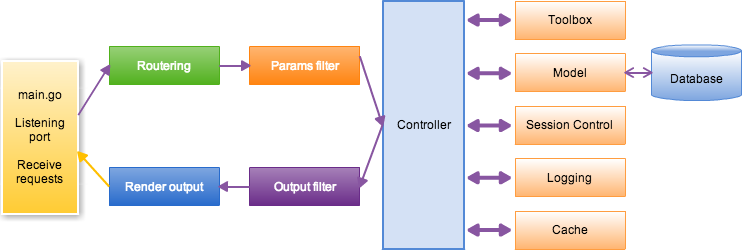 main.go
Listening
port
Receive
requests
Routering
Params filter
Render output
Output filter
Controller
Toolbox
Model
Database
Session Control
Logging
Cache